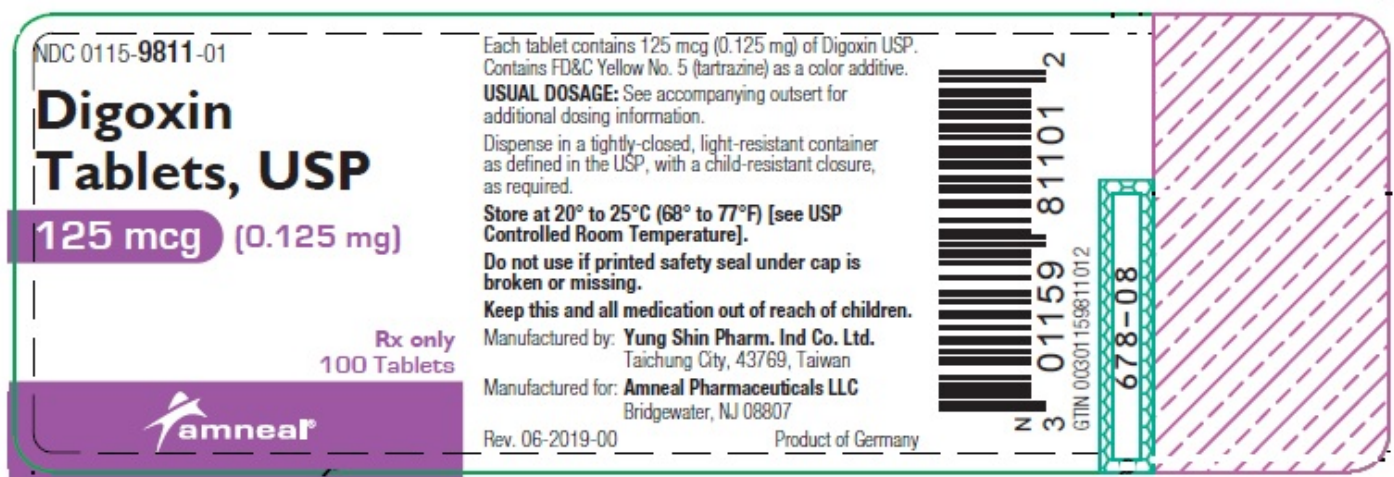 NDC 0115-9811-01
Digoxin
Tablets, USP
125 mcg (0.125 mg)
Rx only
100 Tablets
amneal®
Each tablet contains 125 mcg (0.125 mg) of Digoxin USP.
Contains FD&C Yellow No. 5 (tartrazine) as a color additive.
USUAL DOSAGE: See accompanying outsert for
additional dosing information.
Dispense in a tightly-closed, light-resistant container
as defined in the USP, with a child-resistant closure,
as required.
Store at 20° to 25°C (68° to 77°F) [see USP
Controlled Room Temperature].
Do not use if printed safety seal under cap is
broken or missing.
Keep this and all medication out of reach of children.
Manufactured by: Yung Shin Pharm. Ind Co. Ltd.
Taichung City, 43769, Taiwan
Manufactured for: Amneal Pharmaceuticals LLC
Bridgewater, NJ 08807
Rev. 06-2019-00 Product of Germany
N
3 01159 81101 2
GTIN 00301159811012
678-08